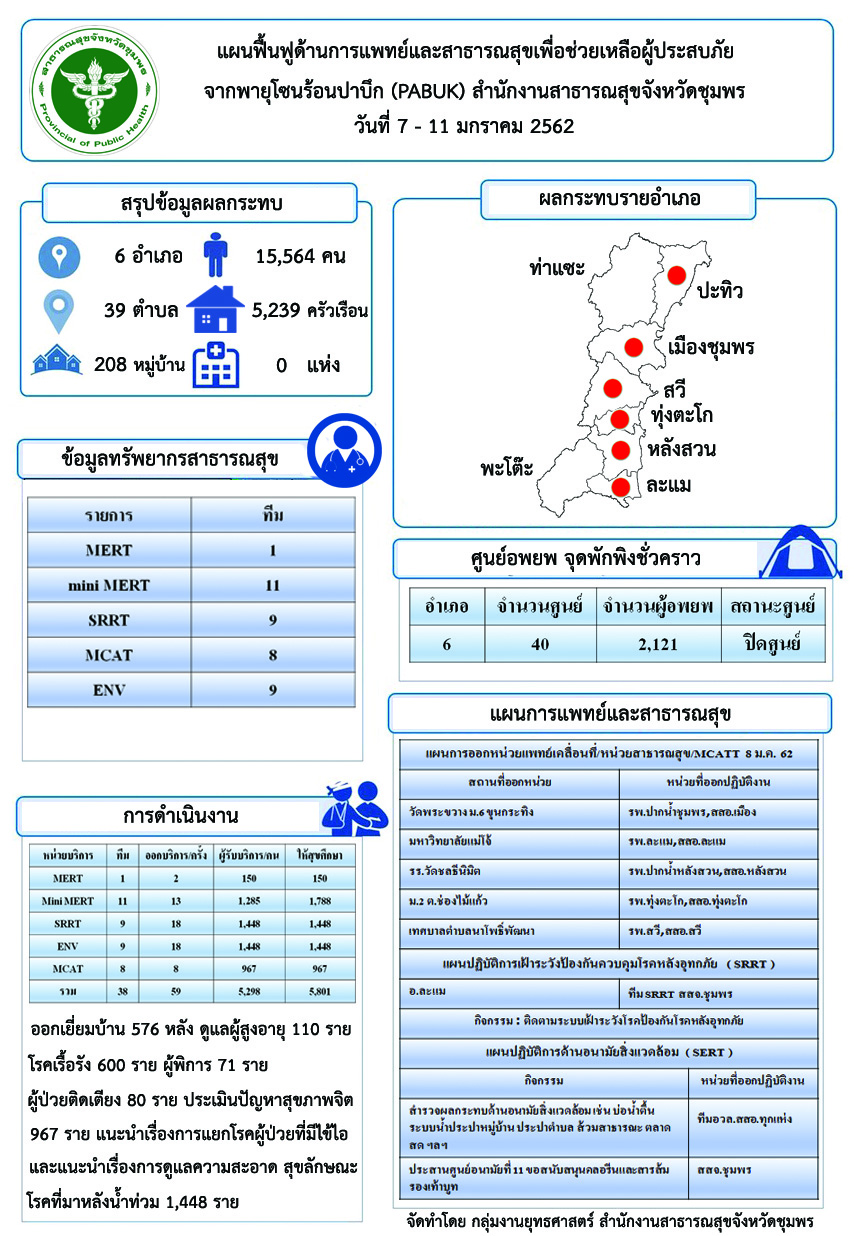 สาธารณสุขจังหวัดชุมพร
Provincial of Public Health
แผนฟื้นฟูด้านการแพทย์และสาธารณสุขเพื่อช่วยเหลือผู้ประสบภัย
จากพายุโซนร้อนปาบึก (PABUK) สำนักงานสาธารณสุขจังหวัดชุมพร
วันที่ 7 - 11 มกราคม 2562
สรุปข้อมูลผลกระทบ
6 อำเภอ 15,564 คน
39 ตำบล 5,239 ครัวเรือน
208 หมู่บ้าน 0 แห่ง
ผลกระทบรายอำเภอ
ท่าแซะ
ปะทิว
เมืองชุมพร
สวี
ทุ่งตะโก
หลังสวน
พะโต๊ะ
ละแม
ข้อมูลทรัพยากรสาธารณสุข
รายการ ทีม
MERT 1
mini MERT 11
SRRT 9
MCAT 8
ENV 9
ศูนย์อพยพ จุดพักพิงชั่วคราว
อำเภอ จำนวนศูนย์ จำนวนผู้อพยพ สถานะศูนย์
6 40 2,121 ปิดศูนย์
การดำเนินงาน
หน่วยบริการ ทีม ออกบริการ/ครั้ง ผู้รับบริการ/คน ให้สุขศึกษา
MERT 1 2 150 150
Mini MERT 11 13 1,285 1,788
SRRT 9 18 1,448 1,448
ENV 9 18 1,448 1,448
MCAT 8 8 967 967
รวม 38 59 5,298 5,801
ออกเยี่ยมบ้าน 576 หลัง ดูแลผู้สูงอายุ 110 ราย
โรคเรื้อรัง 600 ราย ผู้พิการ 71 ราย
ผู้ป่วยติดเตียง 80 ราย ประเมินปัญหาสุขภาพจิต
967 ราย แนะนำเรื่องการแยกโรคผู้ป่วยที่มีไข้ไอ
และแนะนำเรื่องการดูแลความสะอาด สุขลักษณะ
โรคที่มาหลังน้ำท่วม 1,448 ราย
แผนการแพทย์และสาธารณสุข
แผนการออกหน่วยแพทย์เคลื่อนที่/หน่วยสาธารณสุข/MCATT 8 ม.ค. 62
สถานที่ออกหน่วย หน่วยที่ออกปฏิบัติงาน
วัดพระขวาง ม.6 ขุนกระทิง รพ.ปากน้ำชุมพร,สสอ.เมือง
มหาวิทยาลัยแม่โจ้ รพ.ละแม,สสอ.ละแม
รร.วัดชลธีนิมิต รพ.ปากน้ำหลังสวน,สสอ.หลังสวน
ม.2 ต.ช่องไม้แก้ว รพ.ทุ่งตะโก,สสอ.ทุ่งตะโก
เทศบาลตำบลนาโพธิ์พัฒนา รพ.สวี,สสอ.สวี
แผนปฏิบัติการเฝ้าระวังป้องกันควบคุมโรคหลังอุทกภัย ( SRRT )
อ.ละแม ทีม SRRT สสจ.ชุมพร
กิจกรรม : ติดตามระบบเฝ้าระวังโรคป้องกันโรคหลังอุทกภัย
แผนปฏิบัติการด้านอนามัยสิ่งแวดล้อม ( SERT )
กิจกรรม หน่วยที่ออกปฏิบัติงาน
สำรวจผลกระทบด้านอนามัยสิ่งแวดล้อม เช่น บ่อน้ำตื้น
ระบบน้ำประปาหมู่บ้าน ประปาตำบล ส้วมสาธารณะ ตลาด
สด ฯลฯ
ทีมอวล.สสอ.ทุกแห่ง
ประสานศูนย์อนามัยที่ 11 ขอสนับสนุนคลอรีนและสารส้ม
รองเท้าบูท
สสจ.ชุมพร
จัดทำโดย กลุ่มงานยุทธศาสตร์ สำนักงานสาธารณสุขจังหวัดชุมพร